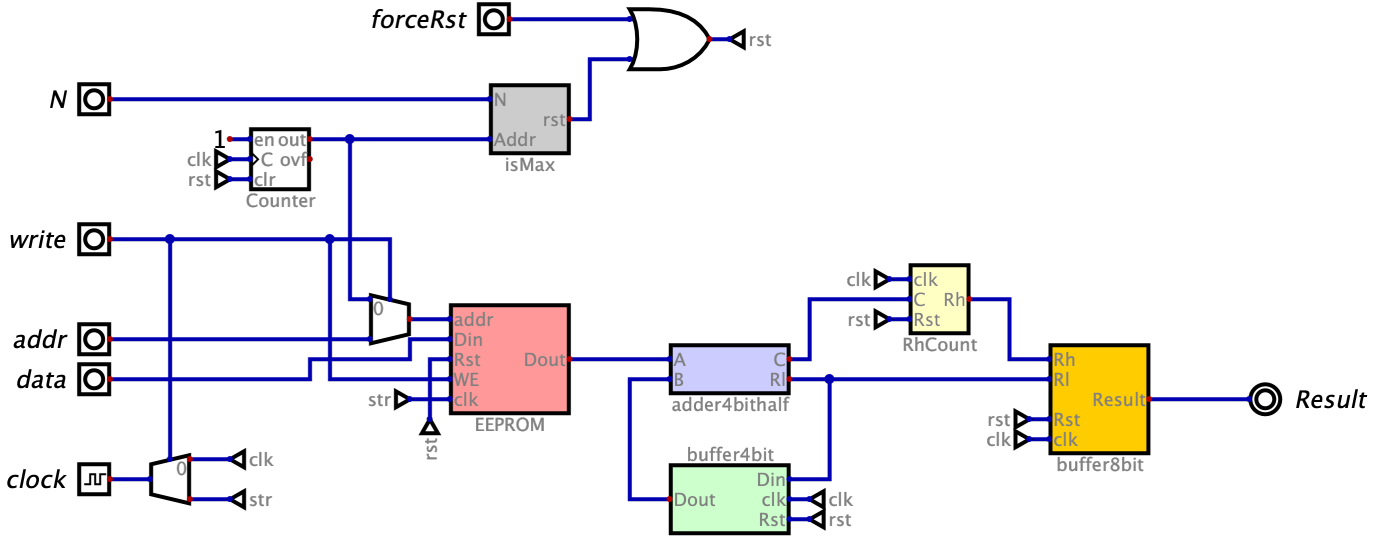 forceRst
rst
N
N
rst
Addr
isMax
1
en out
clk
C ovf
rst
clr
Counter
write
0
addr
data
addr
Din
Rst
Dout
WE
str
clk
EEPROM
rst
A
C
B
Rl
adder4bithalf
clk
clk
C
Rh
rst
Rst
RhCount
Rh
Rl
Result
rst
Rst
clk
clk
buffer8bit
Result
buffer4bit
Din
Dout
clk
clk
Rst
rst
clock
0
clk
str